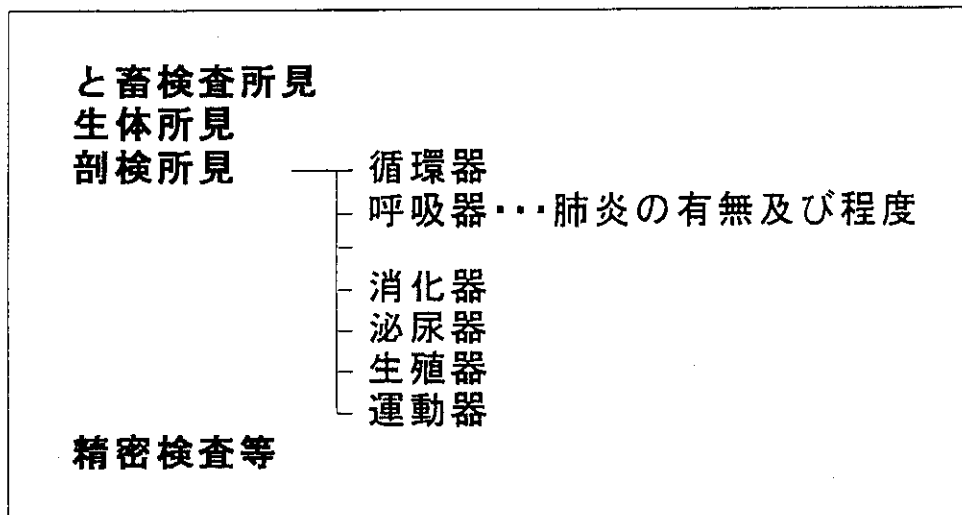 と畜検査所見
生体所見
剖検所見
循環器
呼吸器・・・肺炎の有無及び程度
消化器
泌尿器
生殖器
運動器
精密検査等